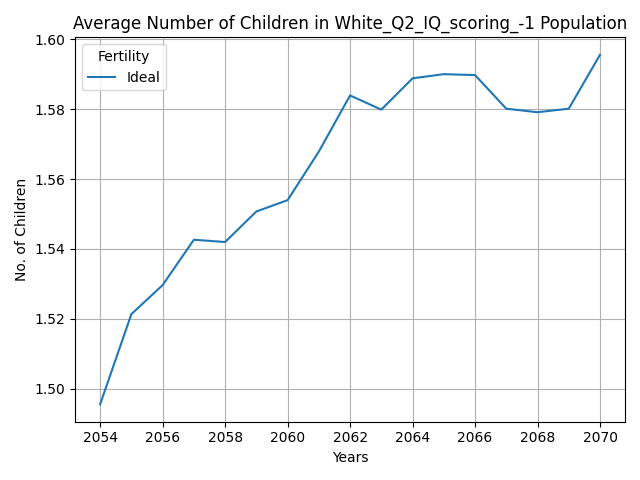 Average Number of Children in White_Q2_IQ_scoring_-1 Population
Fertility
Ideal
1.60
1.58
1.56
1.54
1.52
1.50
No. of Children
2054 2056 2058 2060 2062 2064 2066 2068 2070
Years